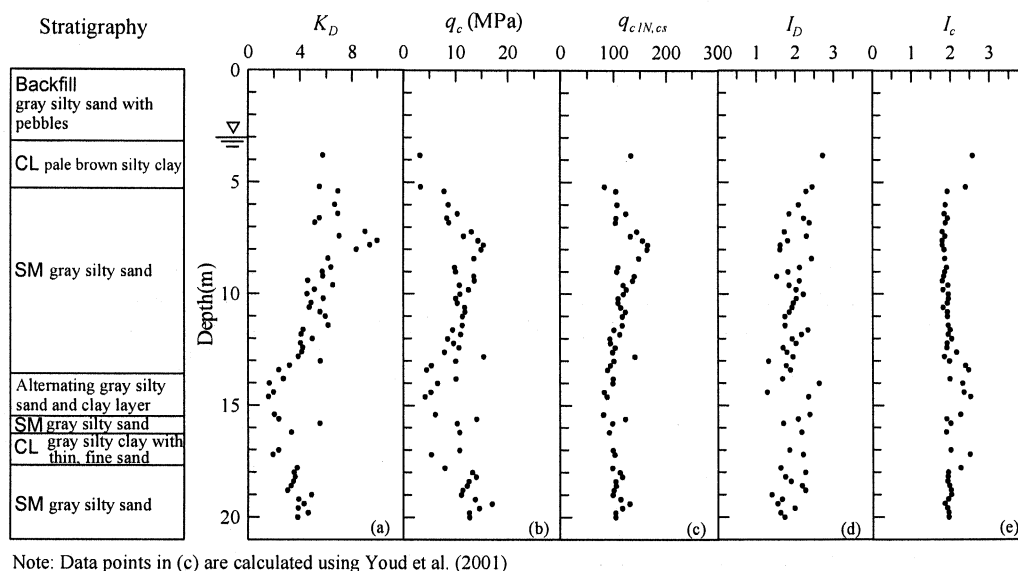 Stratigraphy
K_D
q_c (MPa)
q_c1N,cs
I_D
I_c
0 4 8
0 10 20
0 100 200 300
0 1 2 3 4
0 1 2 3
0
5
10
15
20
Depth(m)
Backfill
gray silty sand with
pebbles
CL pale brown silty clay
SM gray silty sand
Alternating gray silty
sand and clay layer
SM gray silty sand
CL gray silty clay with
thin, fine sand
SM gray silty sand
(a)
(b)
(c)
(d)
(e)
Note: Data points in (c) are calculated using Youd et al. (2001)